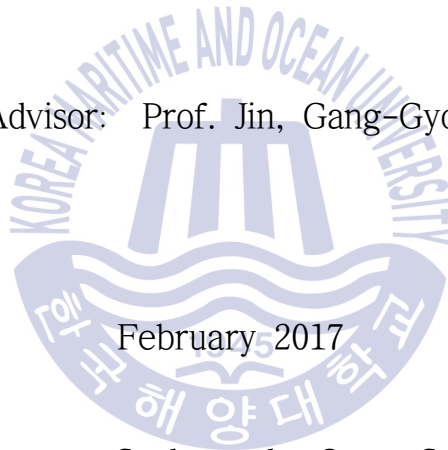 KOREA MARITIME AND OCEAN UNIVERSITY
Advisor: Prof. Jin, Gang-Gyo
February 2017
1945
한국해양대학교